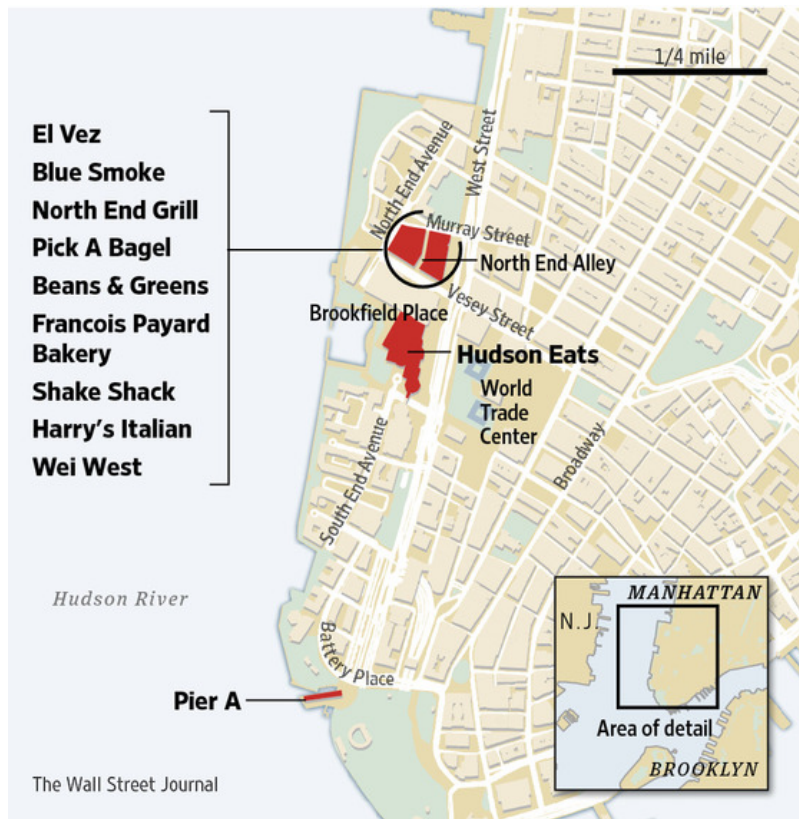 1/4 mile
El Vez
Blue Smoke
North End Grill
Pick A Bagel
Beans & Greens
Francois Payard
Bakery
Shake Shack
Harry's Italian
Wei West
North End Avenue
West Street
Murray Street
North End Alley
Vesey Street
Brookfield Place
Hudson Eats
World
Trade
Center
Broadway
South End Avenue
Hudson River
Battery Place
Pier A
MANHATTAN
N.J.
Area of detail
BROOKLYN
The Wall Street Journal